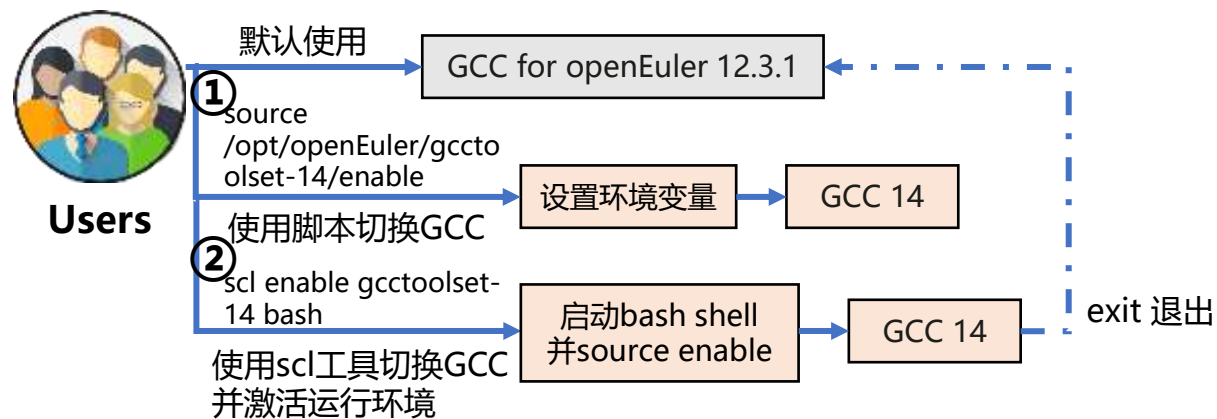 默认使用
GCC for openEuler 12.3.1
①
source
/opt/openEuler/gccto
olset-14/enable
设置环境变量
GCC 14
Users
使用脚本切换GCC
②
scl enable gcctoolset-
14 bash
启动bash shell
并source enable
GCC 14
exit 退出
使用scl工具切换GCC
并激活运行环境